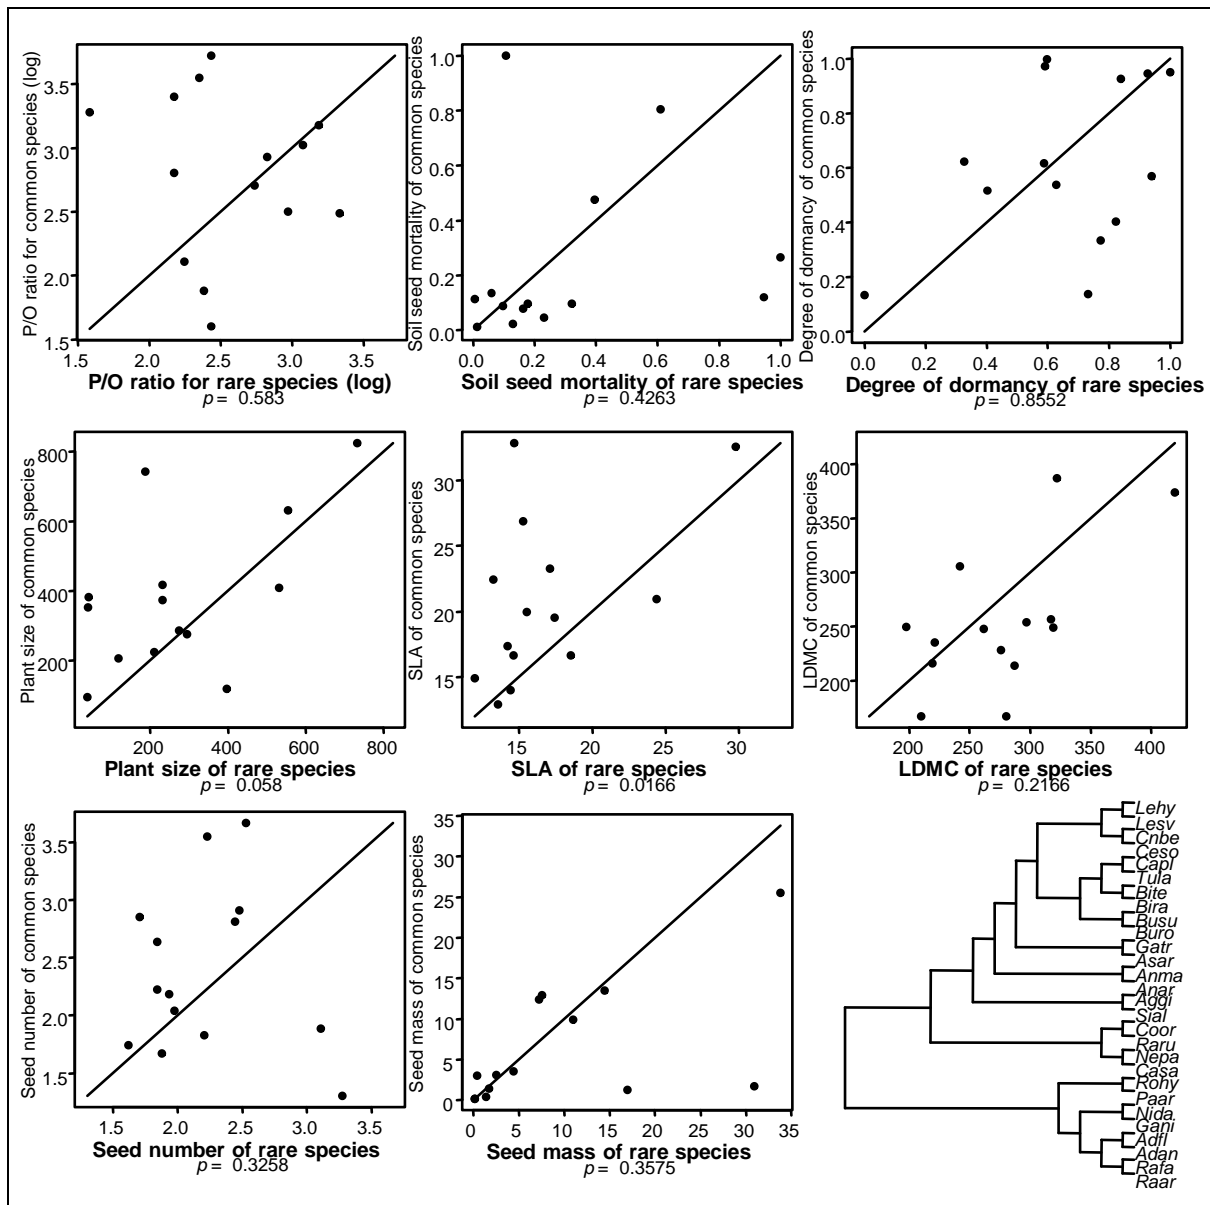 P/O ratio for common species (log)
3.5
3.0
2.5
2.0
1.5
1.5 2.0 2.5 3.0 3.5
P/O ratio for rare species (log)
p = 0.583
Soil seed mortality of common species
1.0
0.8
0.6
0.4
0.2
0.0
0.0 0.2 0.4 0.6 0.8 1.0
Soil seed mortality of rare species
p = 0.4263
Degree of dormancy of common species
1.0
0.8
0.6
0.4
0.2
0.0
0.0 0.2 0.4 0.6 0.8 1.0
Degree of dormancy of rare species
p = 0.8552
Plant size of common species
800
600
400
200
200 400 600 800
Plant size of rare species
p = 0.058
SLA of common species
30
25
20
15
15 20 25 30
SLA of rare species
p = 0.0166
LDMC of common species
400
350
300
250
200
200 250 300 350 400
LDMC of rare species
p = 0.2166
Seed number of common species
3.5
3.0
2.5
2.0
1.5
1.5 2.0 2.5 3.0 3.5
Seed number of rare species
p = 0.3258
Seed mass of common species
35
30
25
20
15
10
5
0
0 5 10 15 20 25 30 35
Seed mass of rare species
p = 0.3575
Lehy
Lesv
Cnbe
Ceso
Capl
Tula
Bite
Bira
Busu
Buro
Gatr
Asar
Anma
Anar
Aggi
Sial
Coor
Raru
Nepa
Casa
Rohy
Paar
Nida
Gani
Adfl
Adan
Rafa
Raar